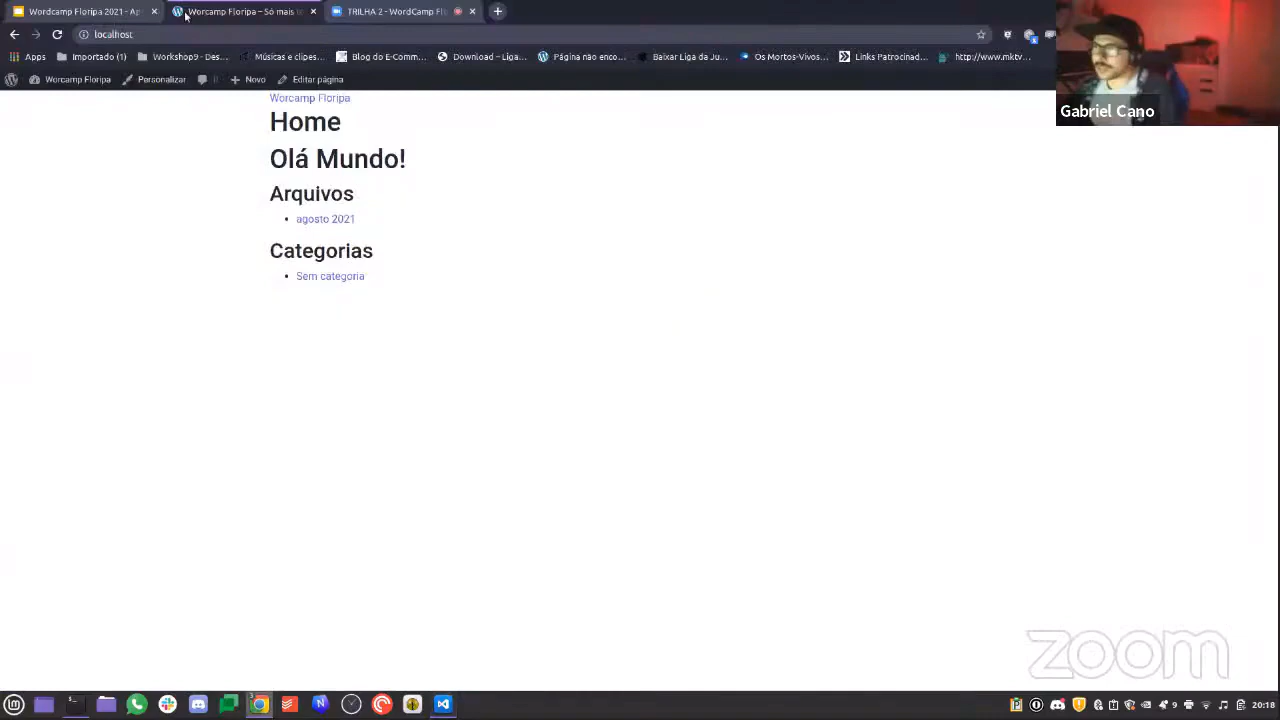 Wordcamp Floripa 2021 - Ap
Worcamp Floripa – Só mais
TRILHA 2 - WordCamp Fl
localhost
Apps
Importado (1)
Workshop9 - Des...
Músicas e clipes...
Blog do E-Comm...
Download – Liga...
Página não enco...
Baixar Liga da Ju...
Os Mortos-Vivos...
Links Patrocinad...
http://www.mktv...
Worcamp Floripa
Personalizar
Novo
Editar página
Gabriel Cano
Worcamp Floripa
Home
Olá Mundo!
Arquivos
agosto 2021
Categorias
Sem categoria
zoom
9
20:18